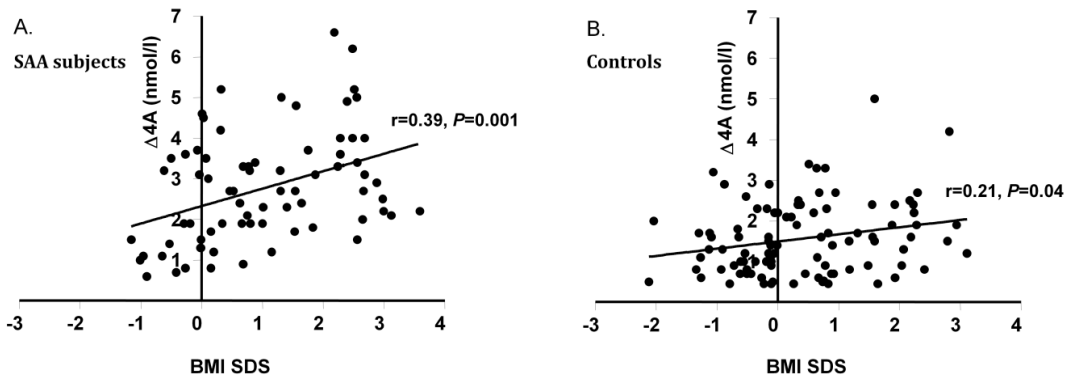 A.
SAA subjects
Δ4A (nmol/l)
7
6
5
4
3
2
1
r=0.39, P=0.001
-3 -2 -1 0 1 2 3 4
BMI SDS
B.
Controls
Δ4A (nmol/l)
7
6
5
4
3
2
1
r=0.21, P=0.04
-3 -2 -1 0 1 2 3 4
BMI SDS